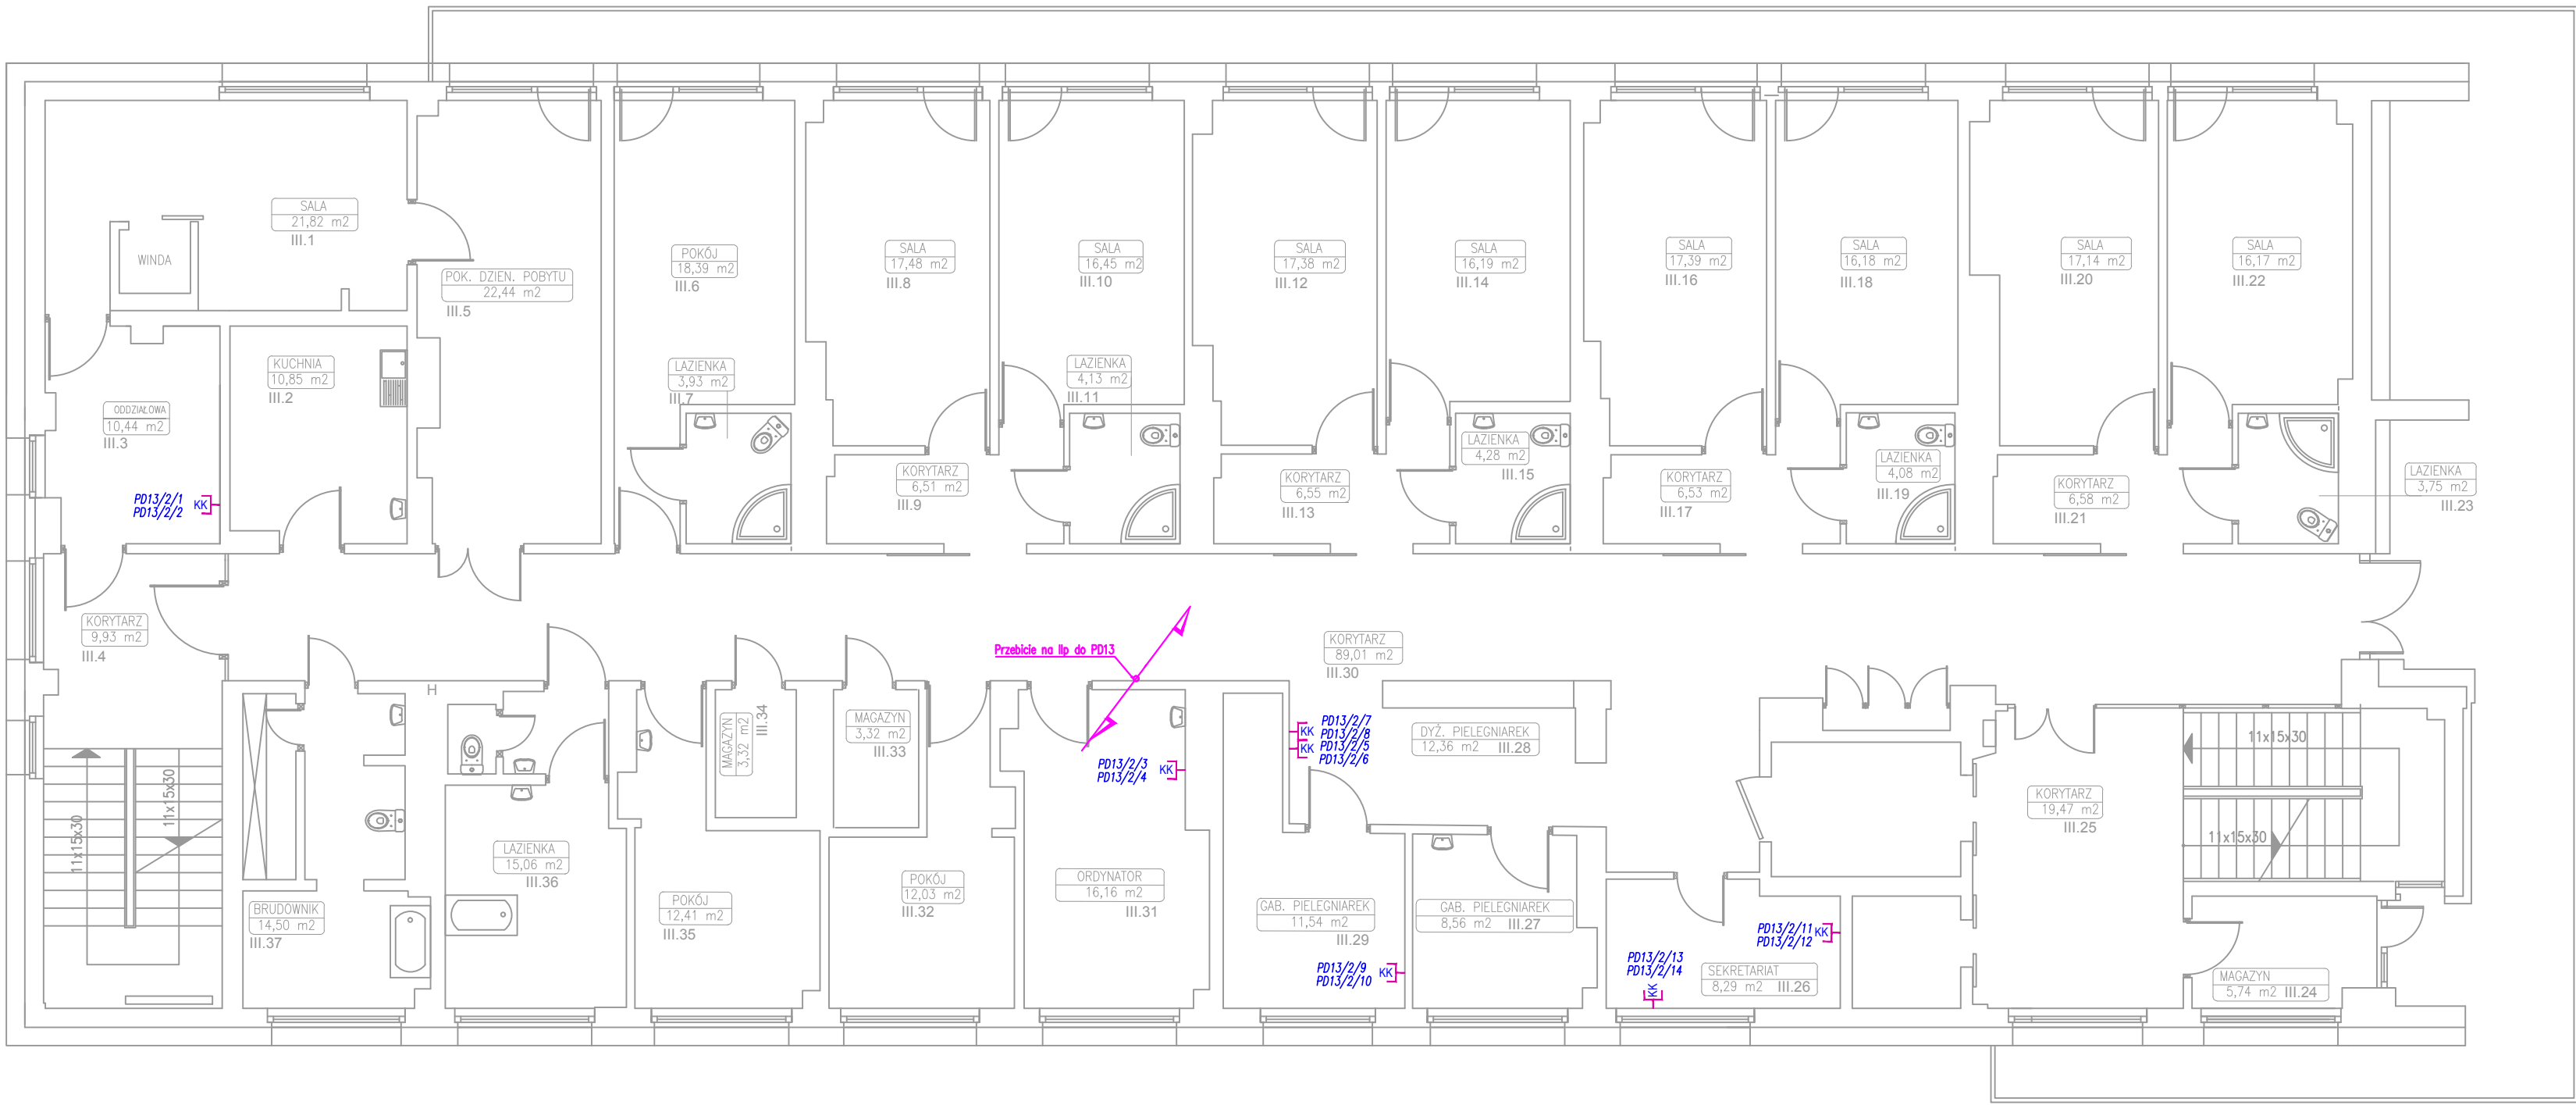 SALA
21,82 m2
III.1
WINDA
POK. DZIEN. POBYTU
22,44 m2
III.5
POKÓJ
18,39 m2
III.6
SALA
17,48 m2
III.8
SALA
16,45 m2
III.10
SALA
17,38 m2
III.12
SALA
16,19 m2
III.14
SALA
17,39 m2
III.16
SALA
16,18 m2
III.18
SALA
17,14 m2
III.20
SALA
16,17 m2
III.22
KUCHNIA
10,85 m2
III.2
ODDZIAŁOWA
10,44 m2
III.3
PD13/2/1
PD13/2/2
KK
LAZIENKA
3,93 m2
III.7
KORYTARZ
6,51 m2
III.9
LAZIENKA
4,13 m2
III.11
KORYTARZ
6,55 m2
III.13
LAZIENKA
4,28 m2
III.15
KORYTARZ
6,53 m2
III.17
LAZIENKA
4,08 m2
III.19
KORYTARZ
6,58 m2
III.21
LAZIENKA
3,75 m2
III.23
KORYTARZ
9,93 m2
III.4
Przebicie na IIp do PD13
KORYTARZ
89,01 m2
III.30
H
11x15x30
11x15x30
BRUDOWNIK
14,50 m2
III.37
LAZIENKA
15,06 m2
III.36
MAGAZYN
3,32 m2
III.34
MAGAZYN
3,32 m2
III.33
POKÓJ
12,41 m2
III.35
POKÓJ
12,03 m2
III.32
PD13/2/3
PD13/2/4
KK
ORDYNATOR
16,16 m2
III.31
KK
PD13/2/7
PD13/2/8
KK
PD13/2/5
PD13/2/6
DYŻ. PIELEGNIAREK
12,36 m2 III.28
GAB. PIELEGNIAREK
11,54 m2
III.29
PD13/2/9
PD13/2/10
KK
GAB. PIELEGNIAREK
8,56 m2 III.27
PD13/2/13
PD13/2/14
KK
PD13/2/11
PD13/2/12
KK
SEKRETARIAT
8,29 m2 III.26
KORYTARZ
19,47 m2
III.25
11x15x30
11x15x30
MAGAZYN
5,74 m2 III.24